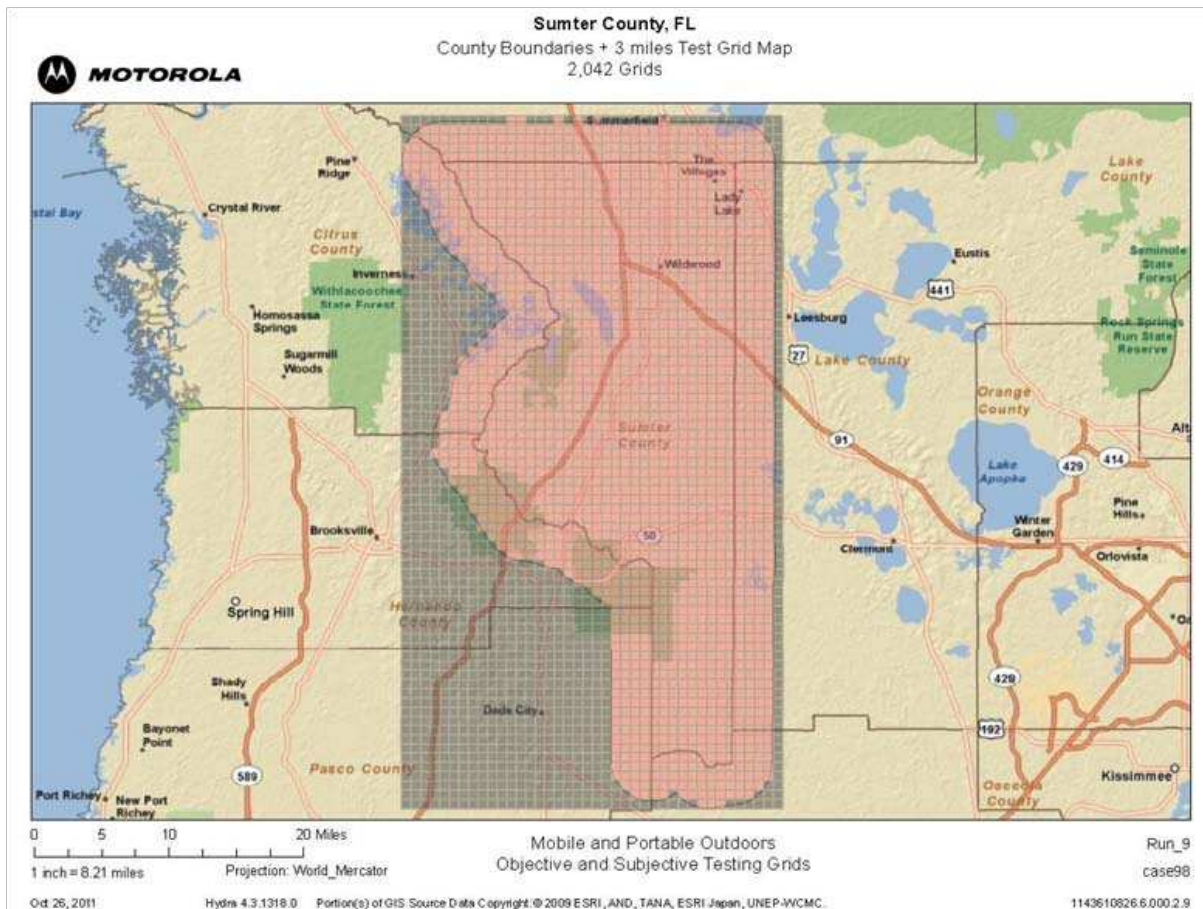 Sumter County, FL
County Boundaries + 3 miles Test Grid Map
2,042 Grids
MOTOROLA
Summerfield
Pine
Ridge
The
Villages
Lake
County
Lady
Lake
Crystal River
stal Bay
Citrus
County
Eustis
Seminole
State
Forest
Inverness
Wildwood
Withlacoochee
State Forest
441
Homosassa
Springs
Leesburg
Rock Springs
Run State
Reserve
27
Lake County
Sugarmill
Woods
Orange
County
Sumter
County
91
Alt
414
429
Lake
Apopka
Pine
Hills
Brooksville
50
Winter
Garden
Clermont
Orlovista
Hernando
County
Spring Hill
Shady
Hills
429
Dade City
Bayonet
Point
192
Pasco County
589
Kissimmee
Osceola
County
Port Richey
New Port
Richey
0 5 10 20 Miles
1 inch = 8.21 miles
Projection: World_Mercator
Mobile and Portable Outdoors
Objective and Subjective Testing Grids
Run_9
case98
Oct 26, 2011
Hydra 4.3.1318.0
Portion(s) of GIS Source Data Copyright © 2009 ESRI, AND, TANA, ESRI Japan, UNEP-WCMC.
1143610826.6.000.2.9